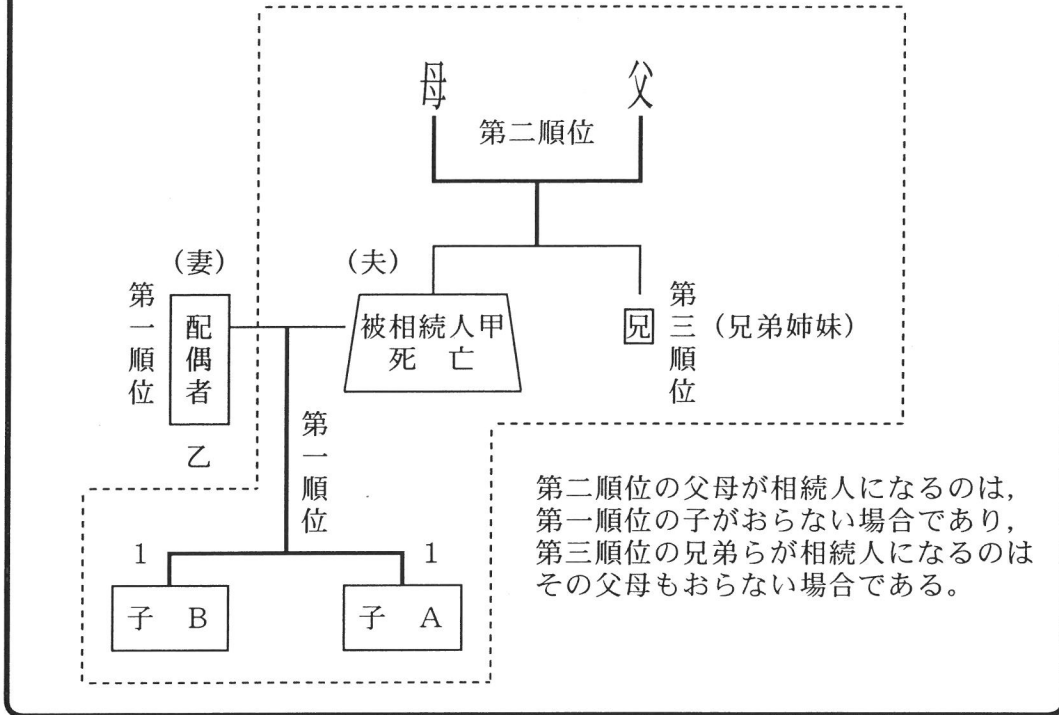 母 父
第二順位
(妻) (夫)
第一順位
配偶者
乙
被相続人甲
死 亡
兄
第三順位
(兄弟姉妹)
第一順位
1 1
子 B 子 A
第二順位の父母が相続人になるのは,
第一順位の子がおらない場合であり,
第三順位の兄弟らが相続人になるのは
その父母もおらない場合である。